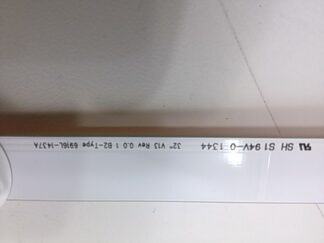 32" V13 Rev 0.0 1 B2-Type 6916L-1437A
SH S1 94V-0 1344